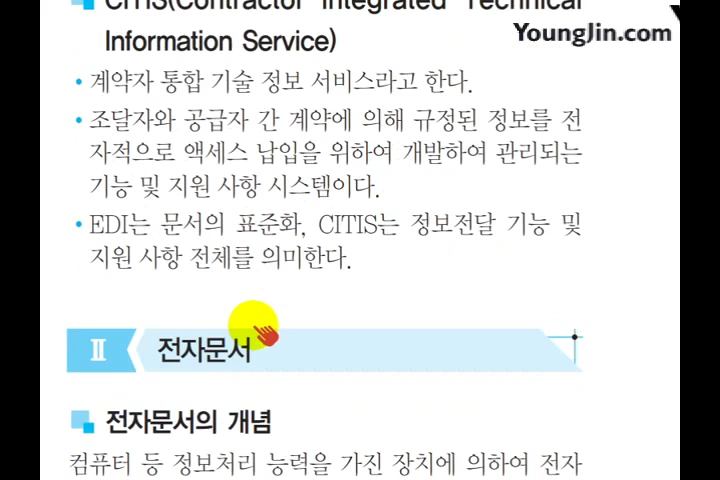 CITIS(Contractor Integrated Technical
YoungJin.com
Information Service)
• 계약자 통합 기술 정보 서비스라고 한다.
• 조달자와 공급자 간 계약에 의해 규정된 정보를 전
자적으로 액세스 납입을 위하여 개발하여 관리되는
기능 및 지원 사항 시스템이다.
• EDI는 문서의 표준화, CITIS는 정보전달 기능 및
지원 사항 전체를 의미한다.
Ⅱ 전자문서
전자문서의 개념
컴퓨터 등 정보처리 능력을 가진 장치에 의하여 전자